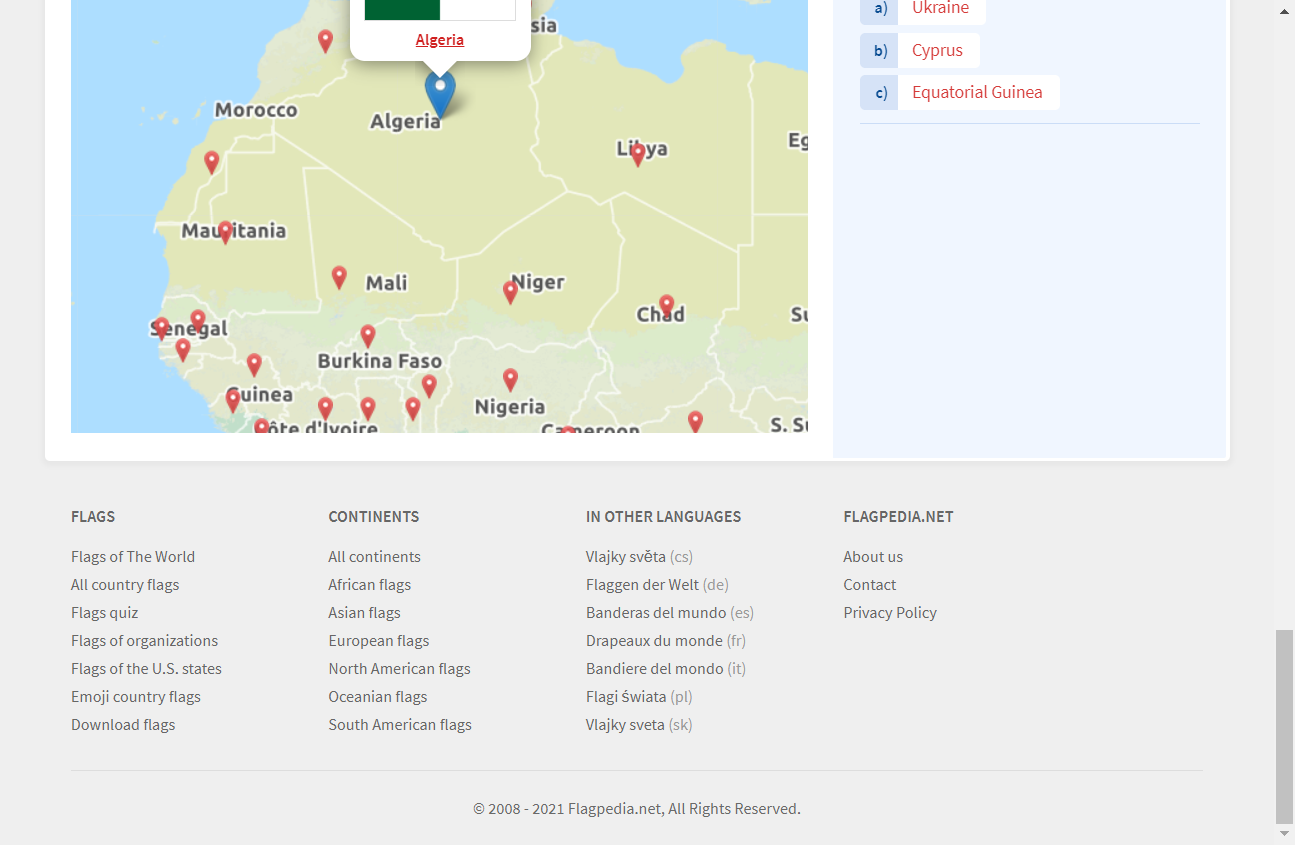 Algeria
sia
Morocco
Algeria
Libya
Eg
Mauritania
Mali
Niger
Chad
Su
Senegal
Burkina Faso
Guinea
Nigeria
Côte d'Ivoire
Cameroon
S. Su
a) Ukraine
b) Cyprus
c) Equatorial Guinea
FLAGS
Flags of The World
All country flags
Flags quiz
Flags of organizations
Flags of the U.S. states
Emoji country flags
Download flags
CONTINENTS
All continents
African flags
Asian flags
European flags
North American flags
Oceanian flags
South American flags
IN OTHER LANGUAGES
Vlajky světa (cs)
Flaggen der Welt (de)
Banderas del mundo (es)
Drapeaux du monde (fr)
Bandiere del mondo (it)
Flagi świata (pl)
Vlajky sveta (sk)
FLAGPEDIA.NET
About us
Contact
Privacy Policy
© 2008 - 2021 Flagpedia.net, All Rights Reserved.